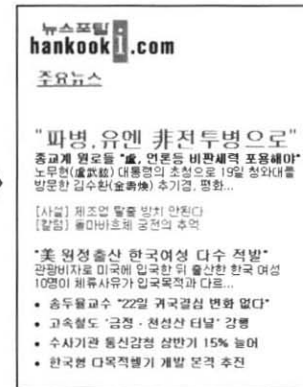 뉴스포탈
hankooki.com
주요뉴스
"파병, 유엔 非전투병으로"
종교계 원로들 "盧, 언론등 비판세력 포용해야"
노무현(盧武鉉) 대통령의 초청으로 19일 청와대를
방문한 김수환(金壽煥) 추기경, 평화...
[사설] 제조업 탈출 방치 안된다
[칼럼] 돌마바흐체 궁전의 추억
"美 원정출산 한국여성 다수 적발"
관광비자로 미국에 입국한 뒤 출산한 한국 여성
10명이 체류사유가 입국목적과 다르...
• 송두율교수 "22일 귀국결심 변화 없다"
• 고속철도 '금정·천성산 터널' 강행
• 수사기관 통신감청 상반기 15% 늘어
• 한국형 다목적헬기 개발 본격 추진